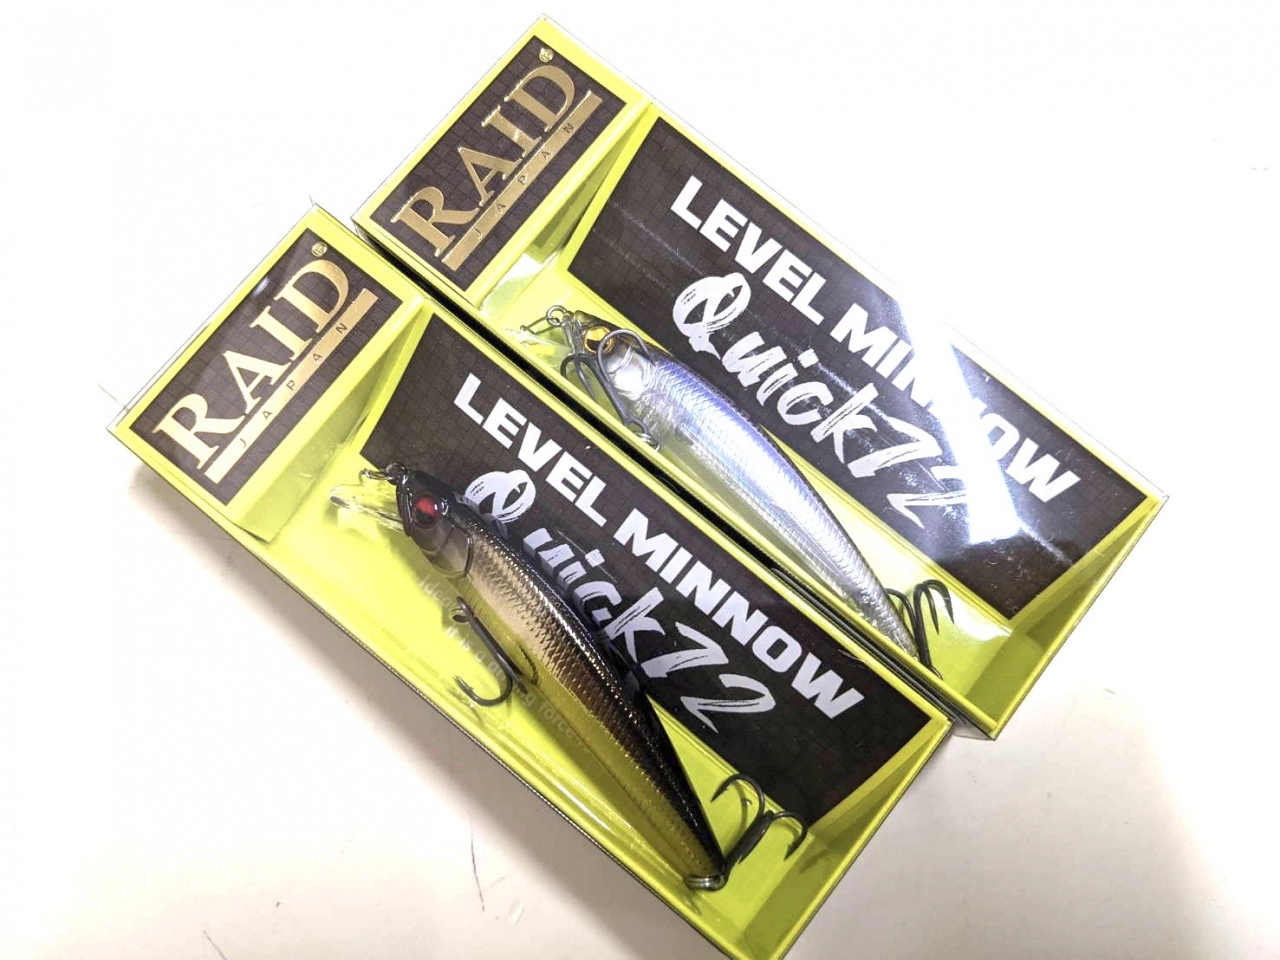 RAID
JAPAN
LEVEL MINNOW
Quick72
RAID
JAPAN
LEVEL MINNOW
Quick72